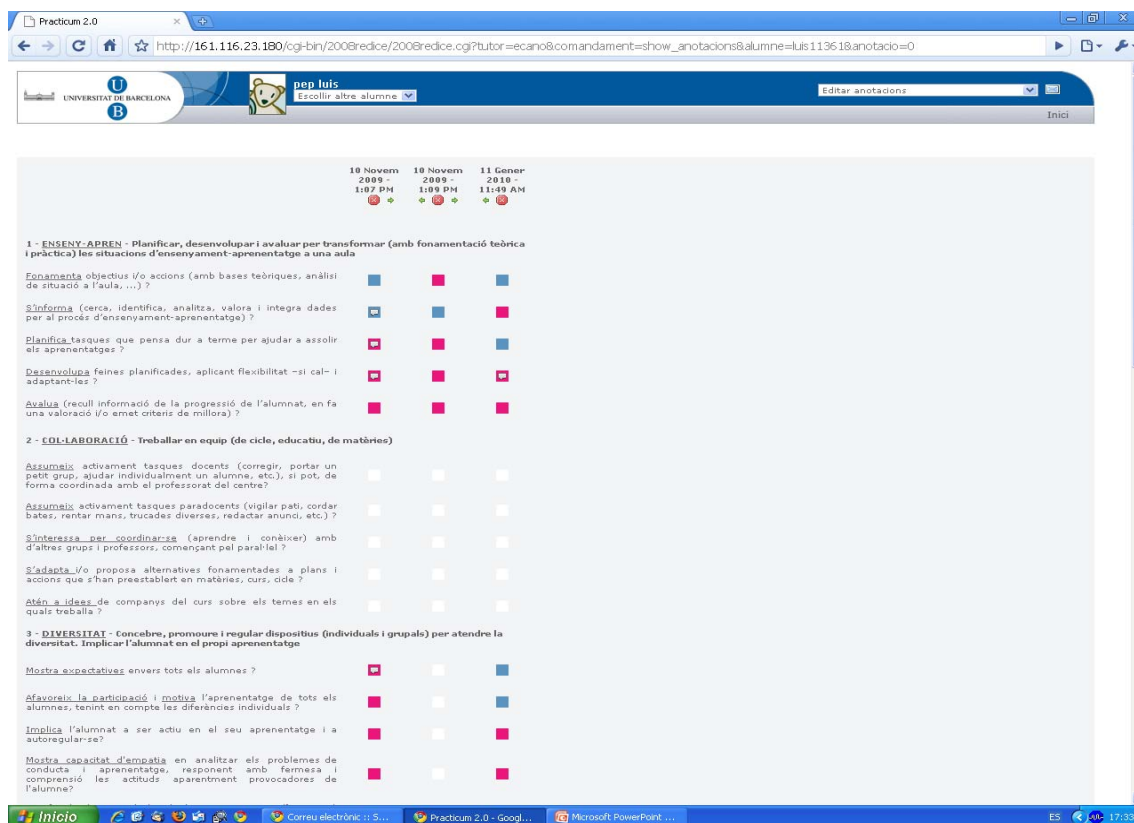 Practicum 2.0
http://161.116.23.180/cgi-bin/2008redice/2008redice.cgi?tutor=ecano&comandament=show_anotacions&alumne=luis11361&anotacio=0
UNIVERSITAT DE BARCELONA
U
B
pep luis
Escollir altre alumne
Editar anotacions
Inici
10 Novem 10 Novem 11 Gener
2009 - 2009 - 2010 -
1:07 PM 1:09 PM 11:49 AM
1 - ENSENY-APREN - Planificar, desenvolupar i avaluar per transformar (amb fonamentació teòrica
i pràctica) les situacions d'ensenyament-aprenentatge a una aula
Fonamenta objectius i/o accions (amb bases teòriques, anàlisi
de situació a l'aula, ...) ?
S'informa (cerca, identifica, analitza, valora i integra dades
per al procés d'ensenyament-aprenentatge) ?
Planifica tasques que pensa dur a terme per ajudar a assolir
els aprenentatges ?
Desenvolupa feines planificades, aplicant flexibilitat –si cal– i
adaptant-les ?
Avalua (recull informació de la progressió de l'alumnat, en fa
una valoració i/o emet criteris de millora) ?
2 - COL·LABORACIÓ - Treballar en equip (de cicle, educatiu, de matèries)
Assumeix activament tasques docents (corregir, portar un
petit grup, ajudar individualment un alumne, etc.), si pot, de
forma coordinada amb el professorat del centre?
Assumeix activament tasques paradocents (vigilar pati, cordar
bates, rentar mans, trucades diverses, redactar anunci, etc.) ?
S'interessa per coordinar-se (aprendre i conèixer) amb
d'altres grups i professors, començant pel paral·lel ?
S'adapta i/o proposa alternatives fonamentades a plans i
accions que s'han preestablert en matèries, curs, cicle ?
Atén a idees de companys del curs sobre els temes en els
quals treballa ?
3 - DIVERSITAT - Concebre, promoure i regular dispositius (individuals i grupals) per atendre la
diversitat. Implicar l'alumnat en el propi aprenentatge
Mostra expectatives envers tots els alumnes ?
Afavoreix la participació i motiva l'aprenentatge de tots els
alumnes, tenint en compte les diferències individuals ?
Implica l'alumnat a ser actiu en el seu aprenentatge i a
autoregular-se?
Mostra capacitat d'empatia en analitzar els problemes de
conducta i aprenentatge, responent amb fermesa i
comprensió les actituds aparentment provocadores de
l'alumne?
Inicio
Correu electrònic :: S...
Practicum 2.0 - Googl...
Microsoft PowerPoint ...
ES
17:33